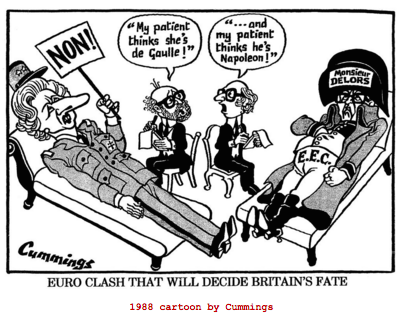 NON!
"My patient
thinks she's
de Gaulle!"
"---and
my patient
thinks he's
Napoleon!"
Monsieur
DELORS
E.E.C.
Cummings
EURO CLASH THAT WILL DECIDE BRITAIN'S FATE
1988 cartoon by Cummings